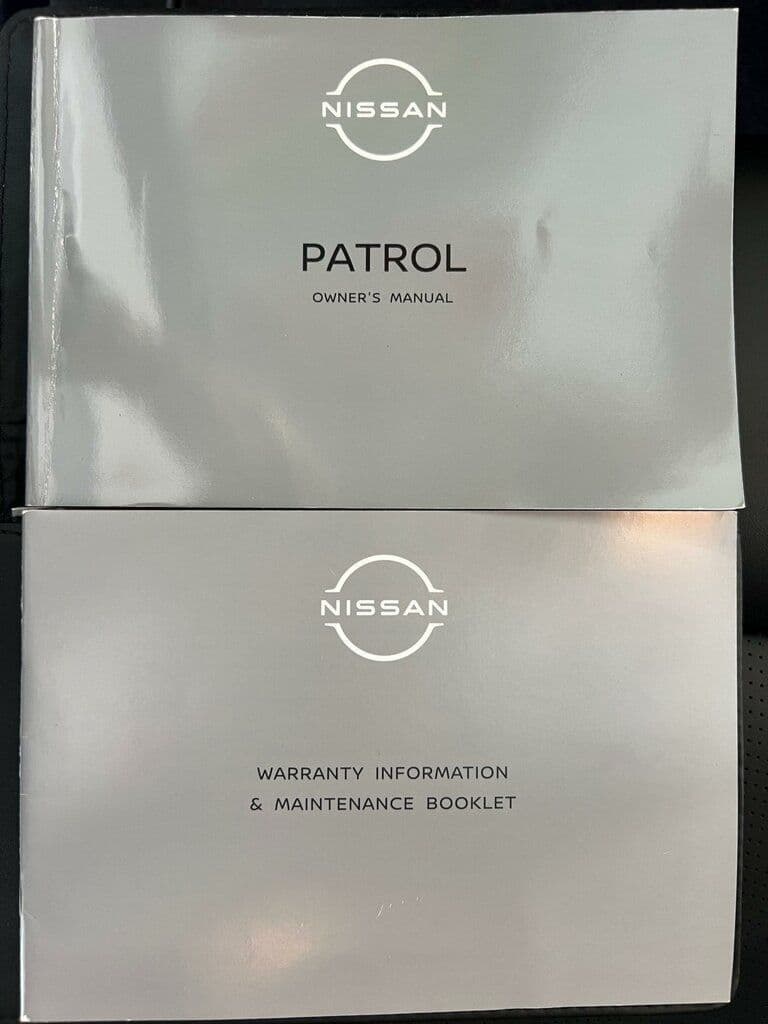 NISSAN
PATROL
OWNER'S MANUAL
NISSAN
WARRANTY INFORMATION
& MAINTENANCE BOOKLET